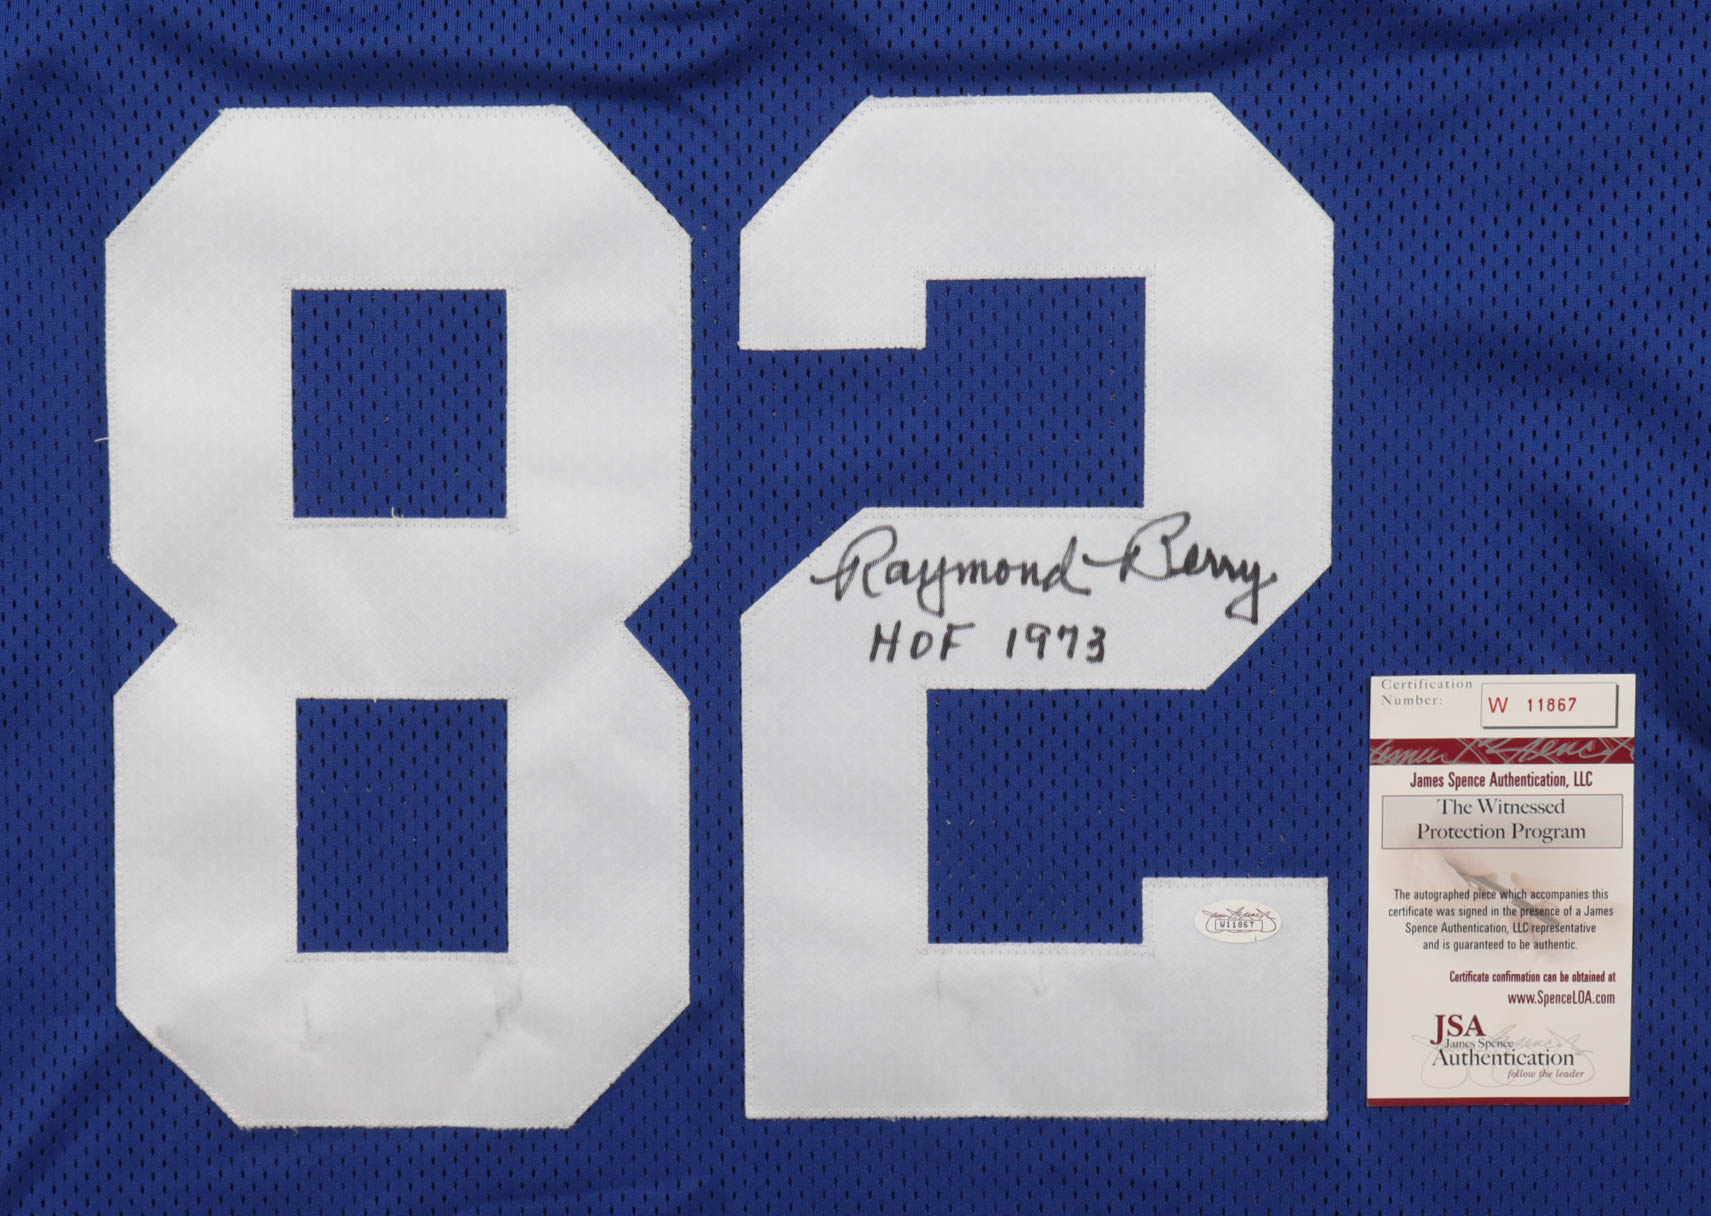 82
Raymond Berry
HOF 1973
W11867
Certification
Number:
W 11867
James Spence Authentication, LLC
The Witnessed
Protection Program
The autographed piece which accompanies this
certificate was signed in the presence of a James
Spence Authentication, LLC representative
and is guaranteed to be authentic.
Certificate confirmation can be obtained at
www.SpenceLOA.com
JSA
James Spence
Authentication
follow the leader